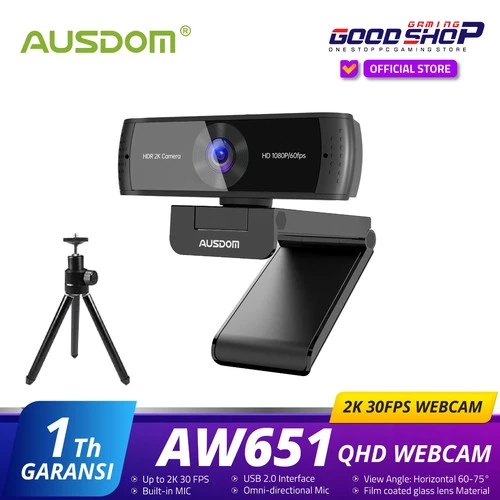 AUSDOM®
GAMING
GOODSHOP
ONE STOP PC GAMING STORE
OFFICIAL STORE
HDR 2K Camera
HD 1080P/60fps
AUSDOM
2K 30FPS WEBCAM
1Th
GARANSI
AW651 QHD WEBCAM
Up to 2K 30 FPS
Built-in MIC
USB 2.0 Interface
Omni-directional Mic
View Angle: Horizontal 60-75°
Film coated glass lens Material